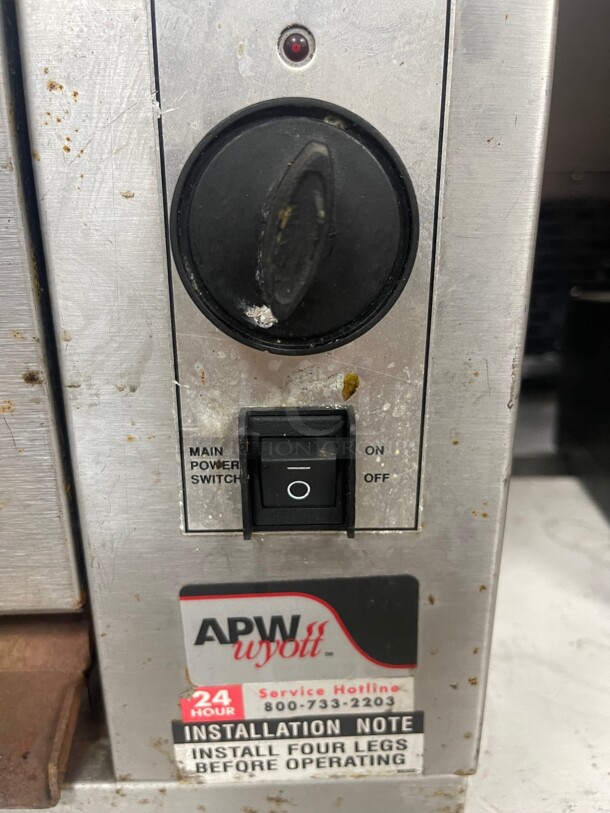 MAIN
POWER
SWITCH
ON
OFF
APW
wyott
24
HOUR
Service Hotline
800-733-2203
INSTALLATION NOTE
INSTALL FOUR LEGS
BEFORE OPERATING